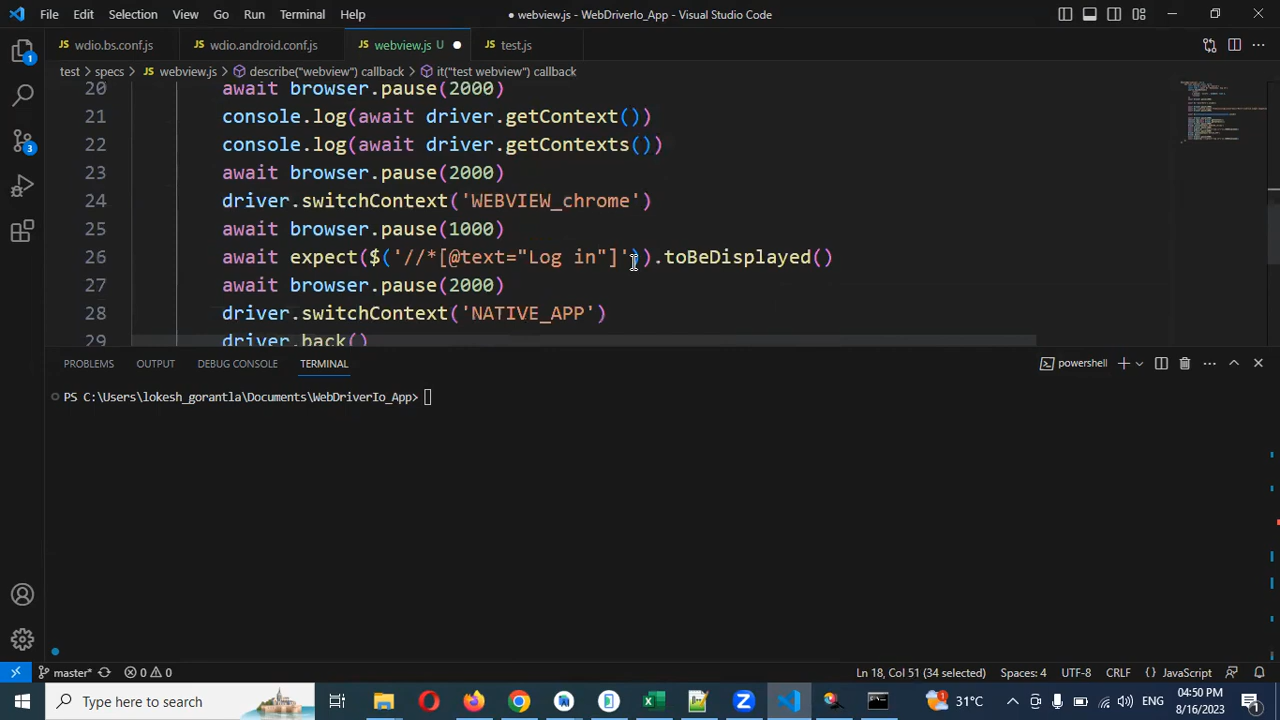 File Edit Selection View Go Run Terminal Help
● webview.js - WebDriverIo_App - Visual Studio Code
wdio.bs.conf.js wdio.android.conf.js webview.js U ● test.js
test > specs > webview.js > describe("webview") callback > it("test webview") callback
20 await browser.pause(2000)
21 console.log(await driver.getContext())
22 console.log(await driver.getContexts())
23 await browser.pause(2000)
24 driver.switchContext('WEBVIEW_chrome')
25 await browser.pause(1000)
26 await expect($('//*[@text="Log in"]')).toBeDisplayed()
27 await browser.pause(2000)
28 driver.switchContext('NATIVE_APP')
29 driver.back()
PROBLEMS OUTPUT DEBUG CONSOLE TERMINAL
powershell
PS C:\Users\lokesh_gorantla\Documents\WebDriverIo_App>
1
3
master* 0 0
Ln 18, Col 51 (34 selected) Spaces: 4 UTF-8 CRLF { } JavaScript
Type here to search
1 31°C ENG 04:50 PM 8/16/2023 1